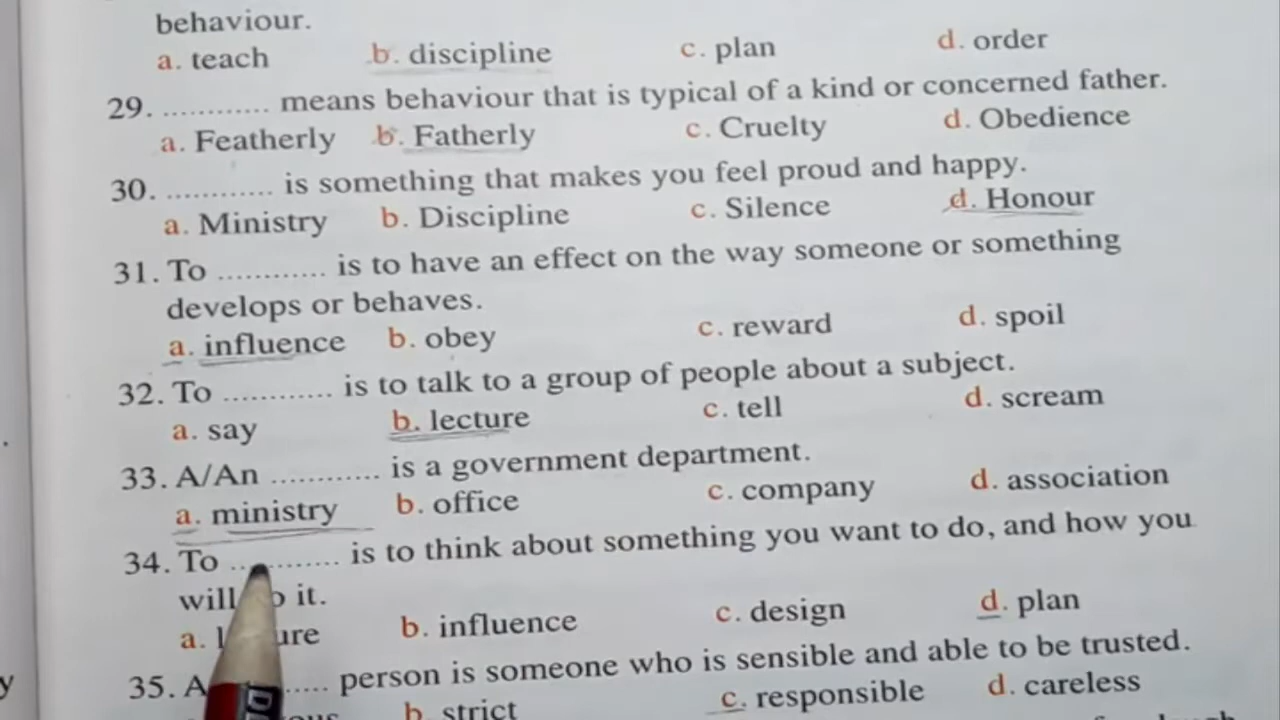 behaviour.
a. teach b. discipline c. plan d. order
29. ............ means behaviour that is typical of a kind or concerned father.
a. Featherly b. Fatherly c. Cruelty d. Obedience
30. ............ is something that makes you feel proud and happy.
a. Ministry b. Discipline c. Silence d. Honour
31. To ............ is to have an effect on the way someone or something
develops or behaves.
a. influence b. obey c. reward d. spoil
32. To ............ is to talk to a group of people about a subject.
a. say b. lecture c. tell d. scream
33. A/An ............ is a government department.
a. ministry b. office c. company d. association
34. To ............ is to think about something you want to do, and how you
will it.
a. b. influence c. design d. plan
35. A ..... person is someone who is sensible and able to be trusted.
b. strict c. responsible d. careless